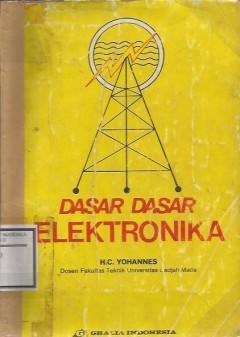 DASAR DASAR
ELEKTRONIKA
H.C. YOHANNES
Dosen Fakultas Teknik Universitas Gadjah Mada
GHALIA INDONESIA